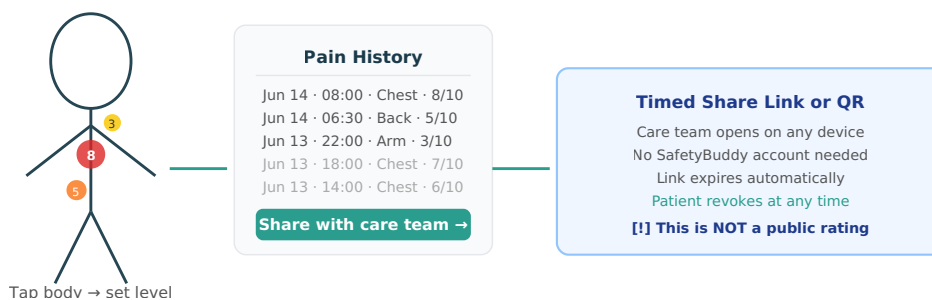 3
8
5
Tap body → set level
Pain History
Jun 14 · 08:00 · Chest · 8/10
Jun 14 · 06:30 · Back · 5/10
Jun 13 · 22:00 · Arm · 3/10
Jun 13 · 18:00 · Chest · 7/10
Jun 13 · 14:00 · Chest · 6/10
Share with care team →
Timed Share Link or QR
Care team opens on any device
No SafetyBuddy account needed
Link expires automatically
Patient revokes at any time
[!] This is NOT a public rating